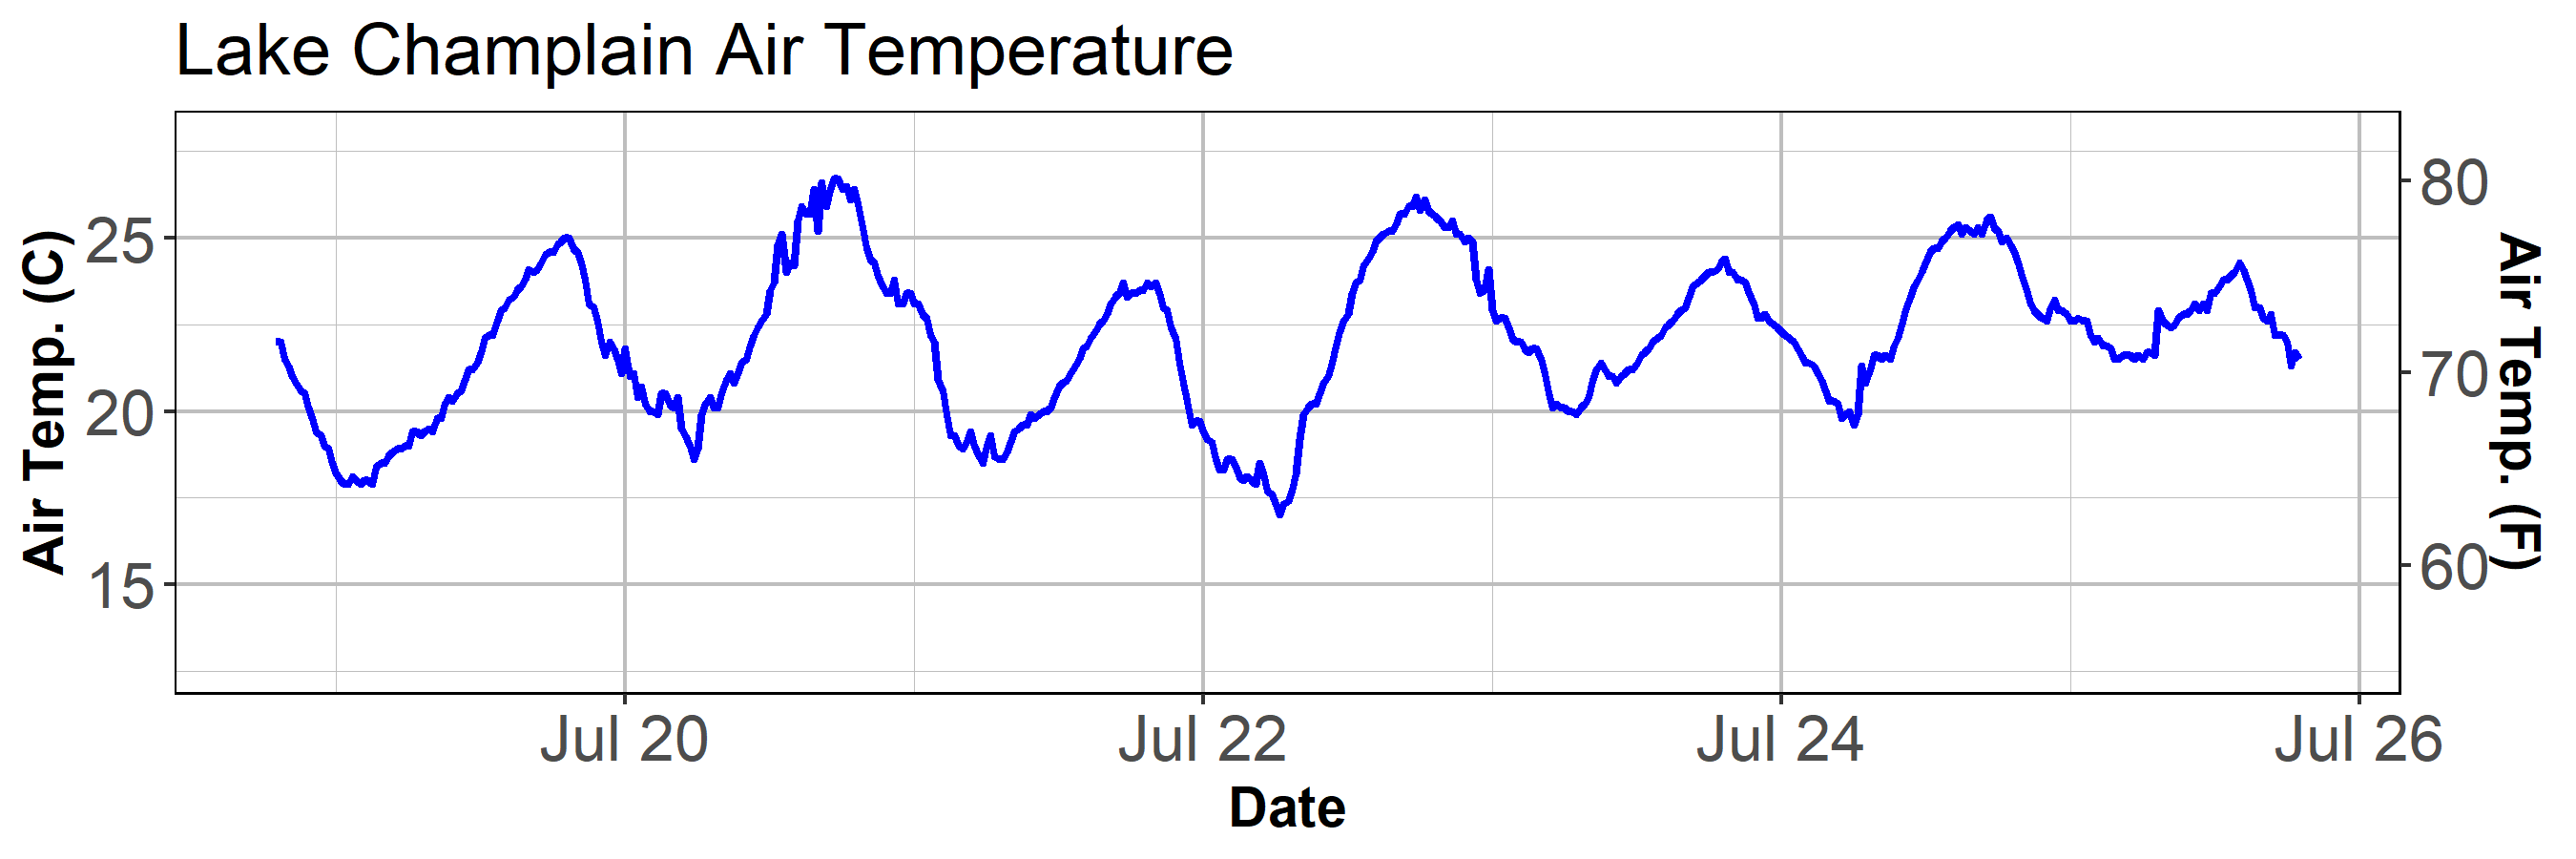 Lake Champlain Air Temperature
Air Temp. (C)
25
20
15
80
70
60
Air Temp. (F)
Jul 20
Jul 22
Jul 24
Jul 26
Date